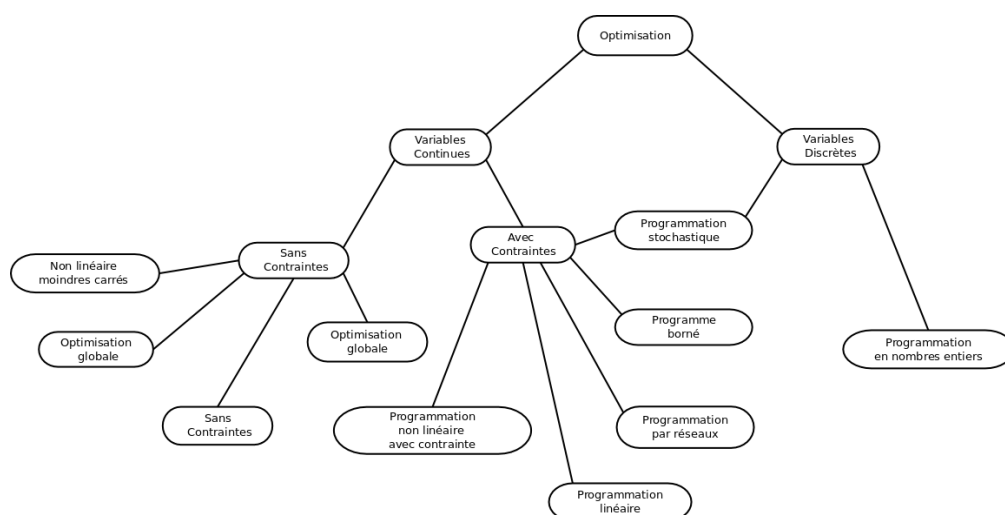 Optimisation
Variables
Continues
Variables
Discrètes
Programmation
stochastique
Avec
Contraintes
Sans
Contraintes
Non linéaire
moindres carrés
Programme
borné
Optimisation
globale
Optimisation
globale
Programmation
en nombres entiers
Programmation
non linéaire
avec contrainte
Sans
Contraintes
Programmation
par réseaux
Programmation
linéaire